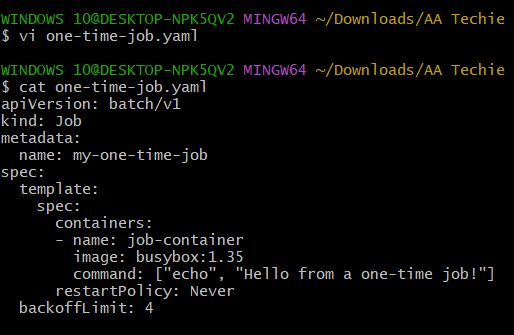 WINDOWS 10@DESKTOP-NPK5QV2 MINGW64 ~/Downloads/AA Techie
$ vi one-time-job.yaml
WINDOWS 10@DESKTOP-NPK5QV2 MINGW64 ~/Downloads/AA Techie
$ cat one-time-job.yaml
apiVersion: batch/v1
kind: Job
metadata:
  name: my-one-time-job
spec:
  template:
    spec:
      containers:
      - name: job-container
        image: busybox:1.35
        command: ["echo", "Hello from a one-time job!"]
      restartPolicy: Never
  backoffLimit: 4